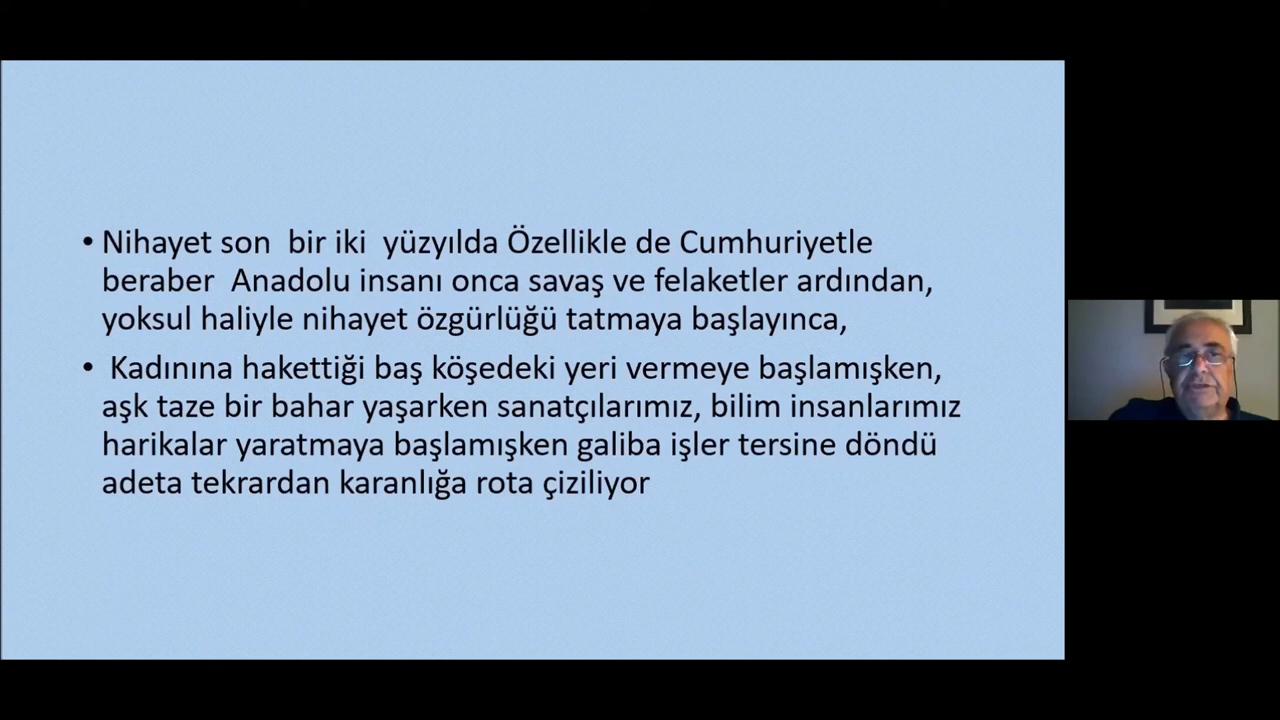 • Nihayet son bir iki yüzyılda Özellikle de Cumhuriyetle
beraber Anadolu insanı onca savaş ve felaketler ardından,
yoksul haliyle nihayet özgürlüğü tatmaya başlayınca,
• Kadınına hakettiği baş köşedeki yeri vermeye başlamışken,
aşk taze bir bahar yaşarken sanatçılarımız, bilim insanlarımız
harikalar yaratmaya başlamışken galiba işler tersine döndü
adeta tekrardan karanlığa rota çiziliyor